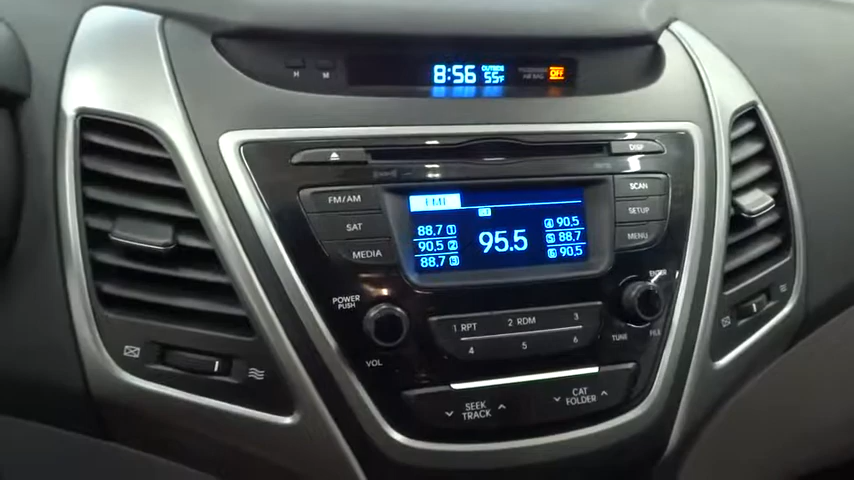 H M
8:56 OUTSIDE 55°F
AIR BAG OFF
DISP
FM/AM
SAT
MEDIA
SCAN
SETUP
MENU
FM1
88.7 1
90.5 2
88.7 3
95.5
4 90.5
5 88.7
6 90.5
POWER
PUSH
VOL
ENTER
FILE
TUNE
1 RPT 2 RDM 3
4 5 6
SEEK
TRACK
CAT
FOLDER